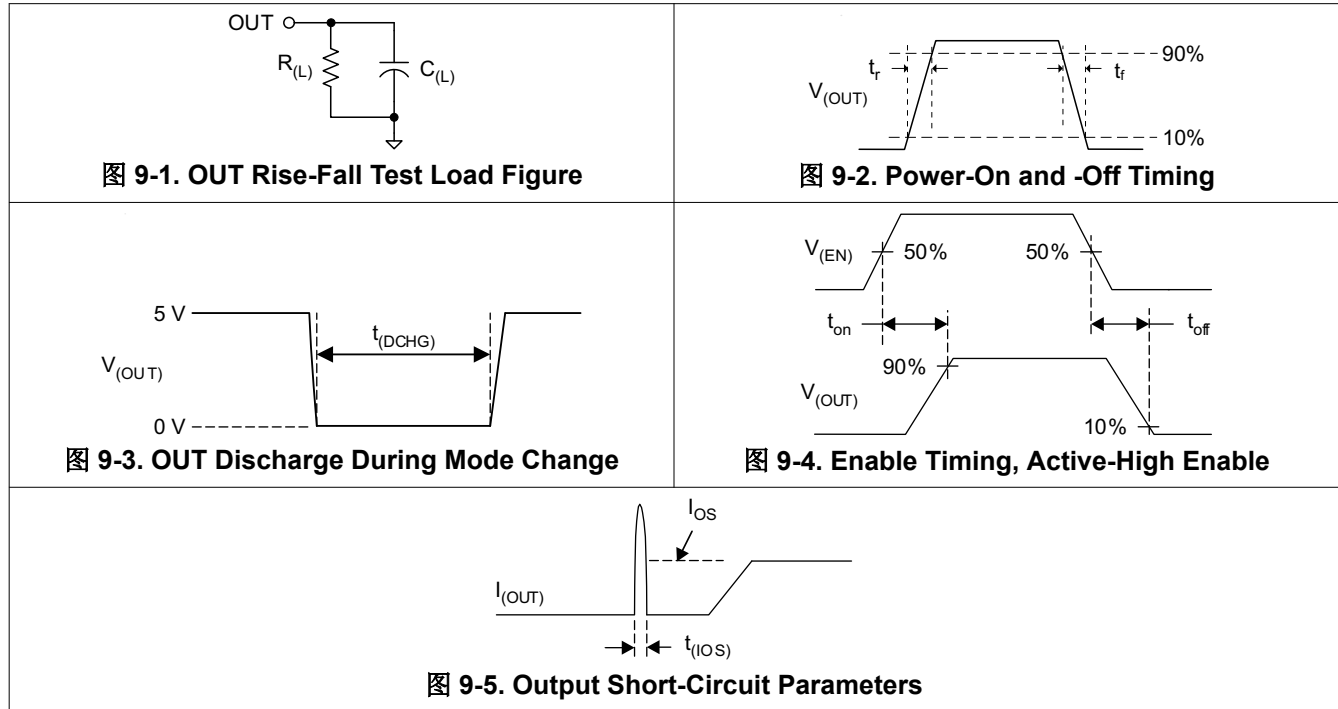 OUT
R(L)
C(L)
图 9-1. OUT Rise-Fall Test Load Figure
90%
tr
tf
V(OUT)
10%
图 9-2. Power-On and -Off Timing
5 V
t(DCHG)
V(OUT)
0 V
图 9-3. OUT Discharge During Mode Change
V(EN)
50%
50%
ton
toff
90%
V(OUT)
10%
图 9-4. Enable Timing, Active-High Enable
IOS
I(OUT)
t(IOS)
图 9-5. Output Short-Circuit Parameters